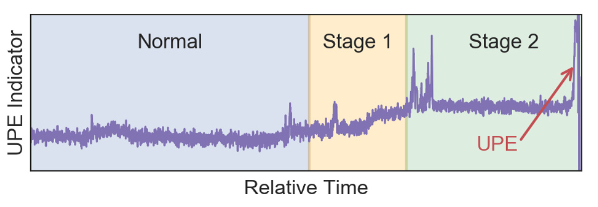 Normal
Stage 1
Stage 2
UPE Indicator
UPE
Relative Time